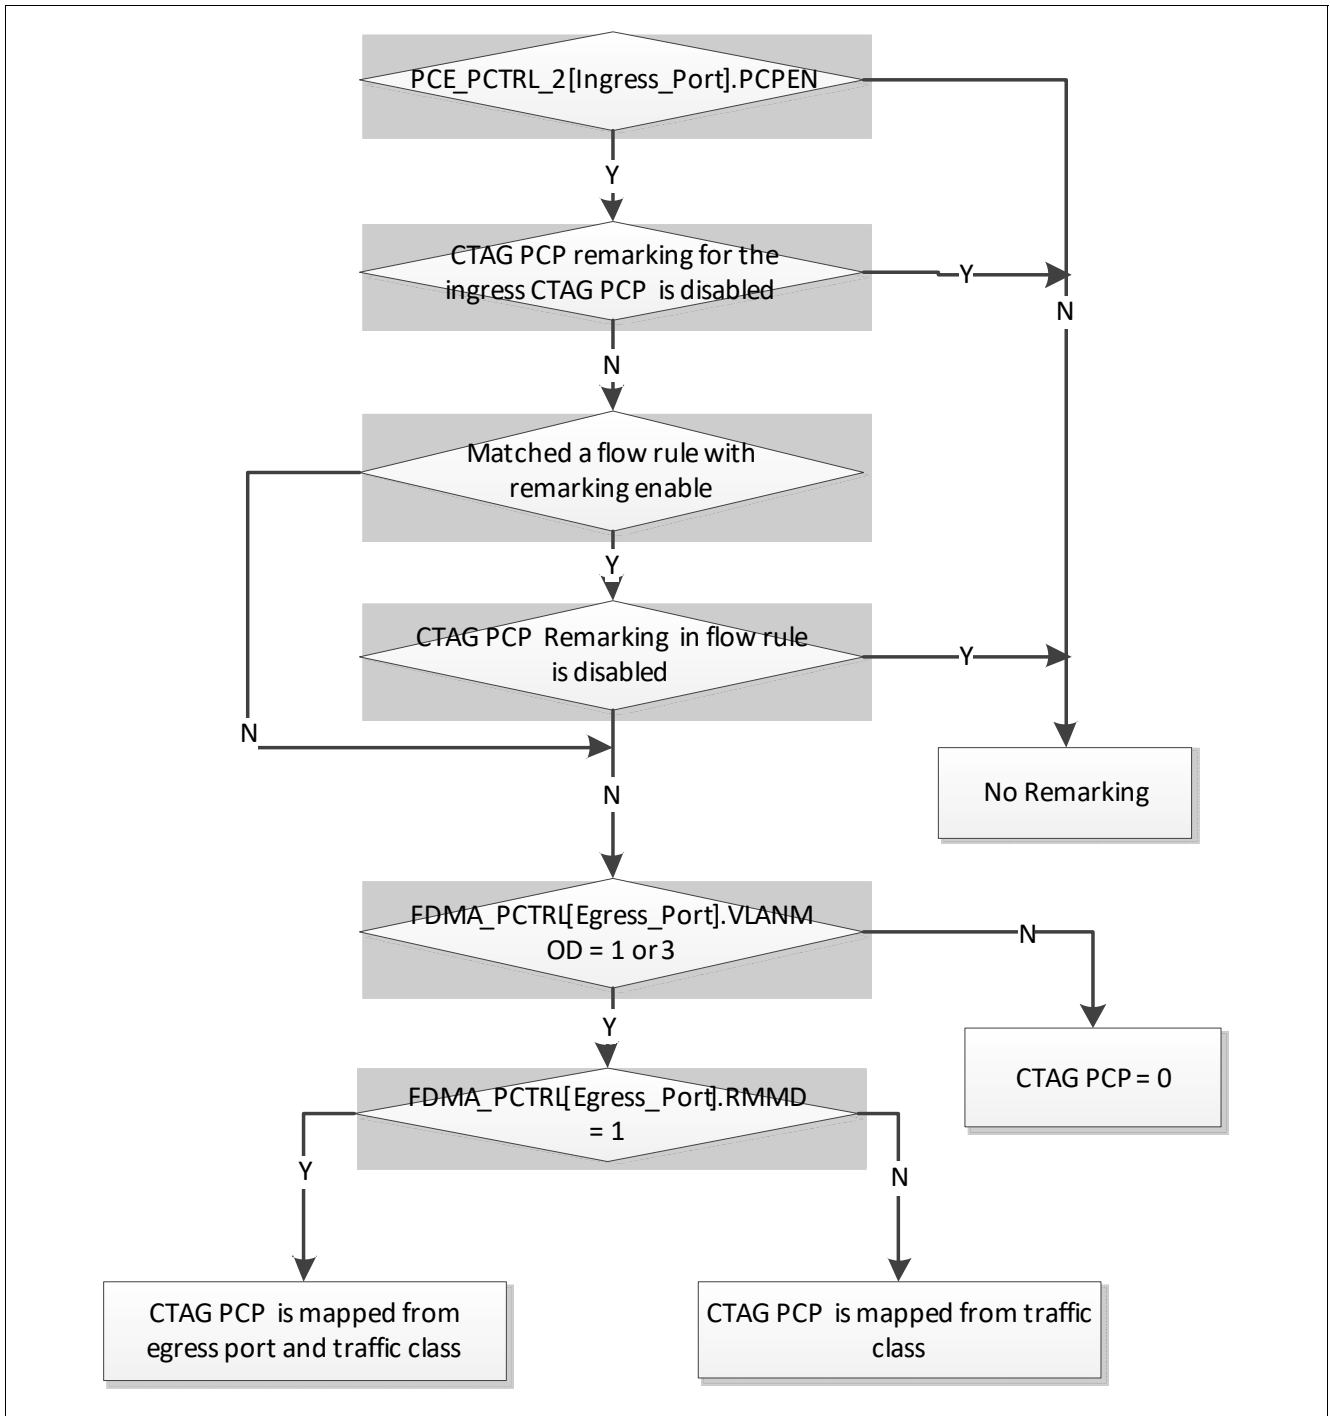 PCE_PCTRL_2[Ingress_Port].PCPEN
Y
CTAG PCP remarking for the
ingress CTAG PCP is disabled
Y
N
N
Matched a flow rule with
remarking enable
Y
CTAG PCP Remarking in flow rule
is disabled
Y
N
N
No Remarking
FDMA_PCTRL[Egress_Port].VLANM
OD = 1 or 3
N
Y
CTAG PCP = 0
FDMA_PCTRL[Egress_Port].RMMD
= 1
Y
N
CTAG PCP is mapped from
egress port and traffic class
CTAG PCP is mapped from traffic
class